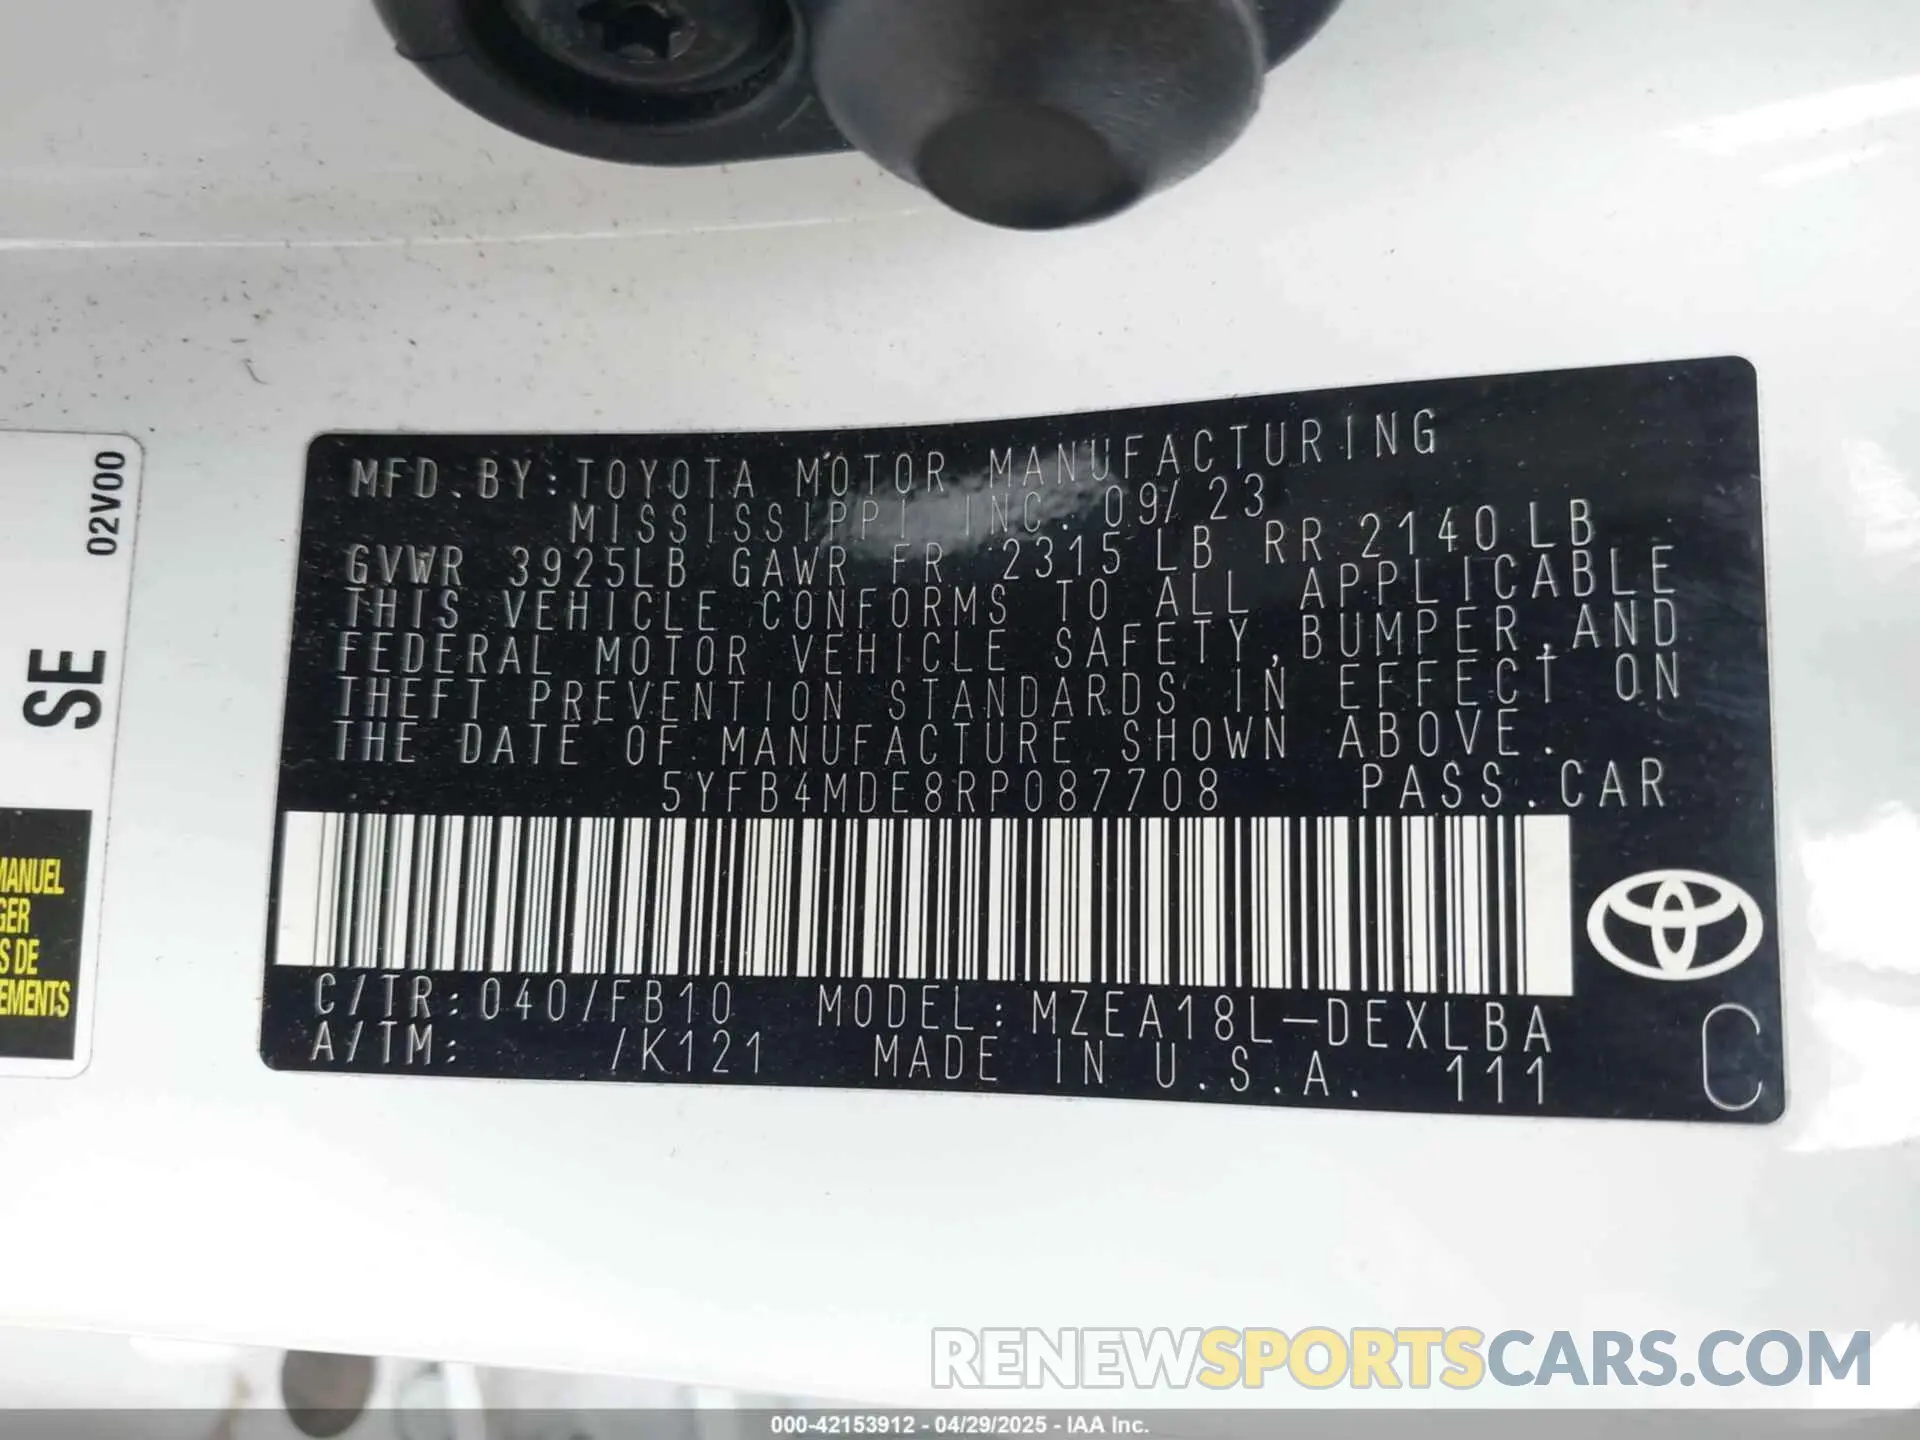 MFD. BY: TOYOTA MOTOR MANUFACTURING
MISSISSIPPI INC. 09/23
GVWR 3925LB GAWR FR 2315 LB RR 2140 LB
THIS VEHICLE CONFORMS TO ALL APPLICABLE
FEDERAL MOTOR VEHICLE SAFETY, BUMPER, AND
THEFT PREVENTION STANDARDS IN EFFECT ON
THE DATE OF MANUFACTURE SHOWN ABOVE.
5YFB4MDE8RP087708 PASS. CAR
C/TR: 040/FB10 MODEL: MZEA18L-DEXLBA
A/TM: /K121 MADE IN U.S.A. 111
C
02V00
SE
MANUEL
GER
S DE
EMENTS
RENEWSPORTSCARS.COM
000-42153912 - 04/29/2025 - IAA Inc.